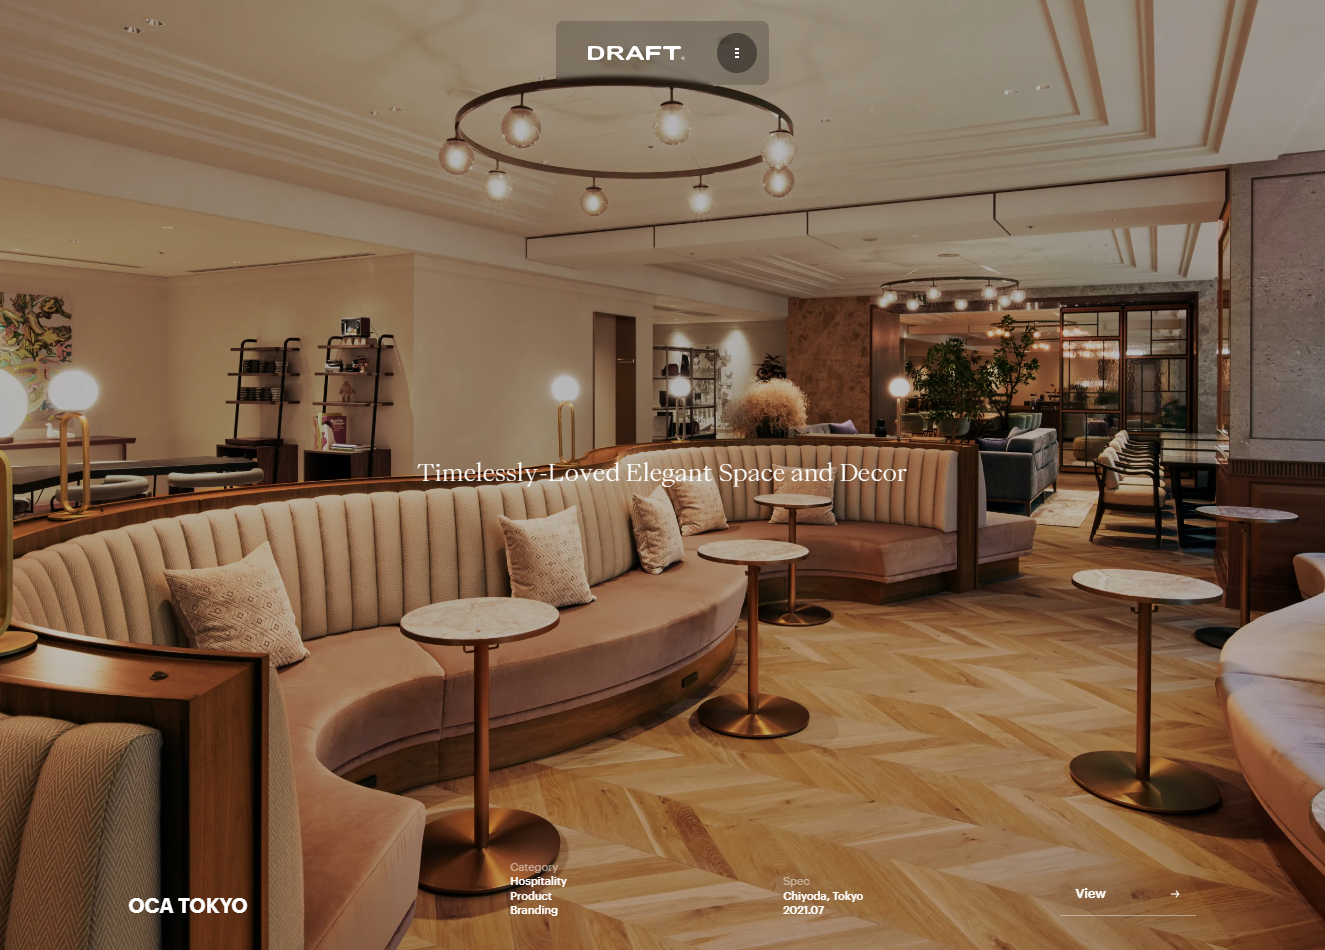 DRAFT
Timelessly-Loved Elegant Space and Decor
OCA TOKYO
Category
Hospitality
Product
Branding
Spec
Chiyoda, Tokyo
2021.07
View